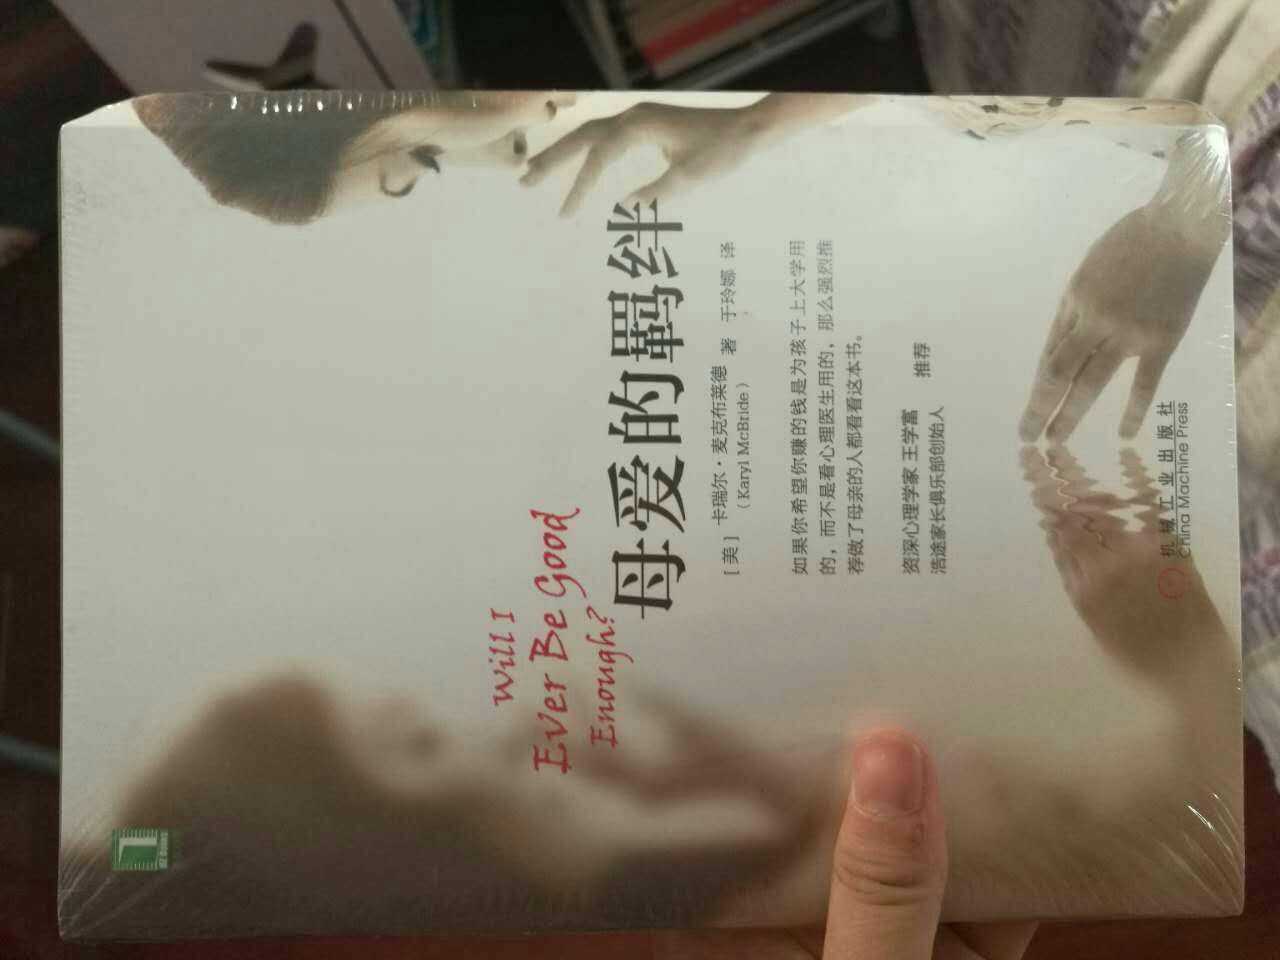 Will I
Ever Be Good
Enough?
母爱的羁绊
[美] 卡瑞尔·麦克布莱德 著 于玲娜 译
(Karyl McBride)
如果你希望你赚的钱是为孩子上大学用
的，而不是看心理医生用的，那么强烈推
荐做了母亲的人都看看这本书。
资深心理学家 王学富
浩途家长俱乐部创始人 推荐
机械工业出版社
China Machine Press
HZ Books